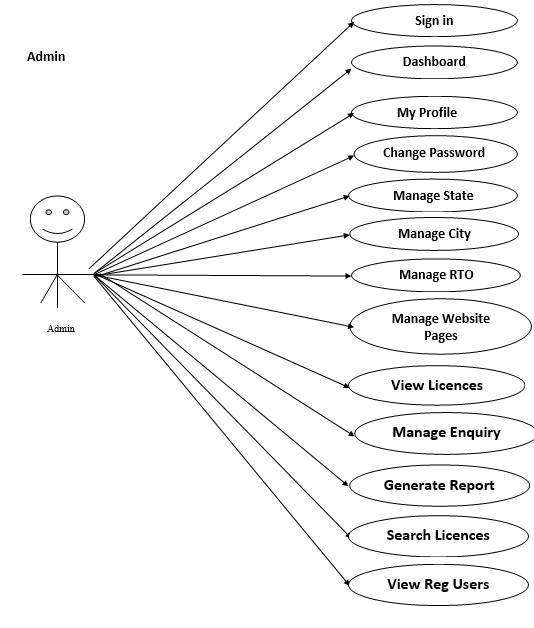 Sign in
Admin
Dashboard
My Profile
Change Password
Manage State
Manage City
Manage RTO
Manage Website
Pages
Admin
View Licences
Manage Enquiry
Generate Report
Search Licences
View Reg Users